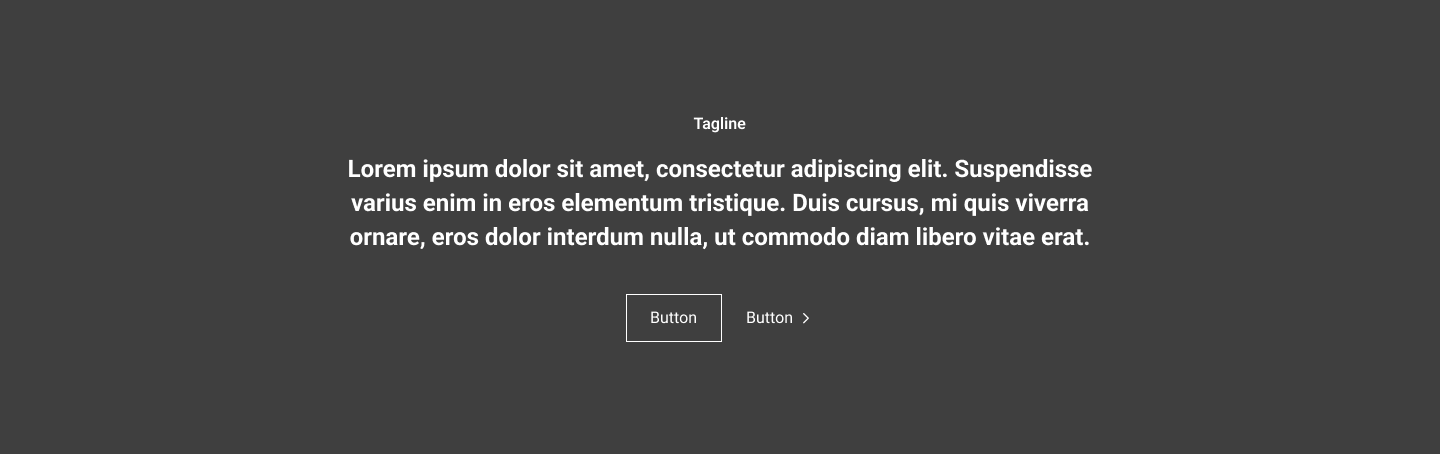 Tagline
Lorem ipsum dolor sit amet, consectetur adipiscing elit. Suspendisse
varius enim in eros elementum tristique. Duis cursus, mi quis viverra
ornare, eros dolor interdum nulla, ut commodo diam libero vitae erat.
Button Button